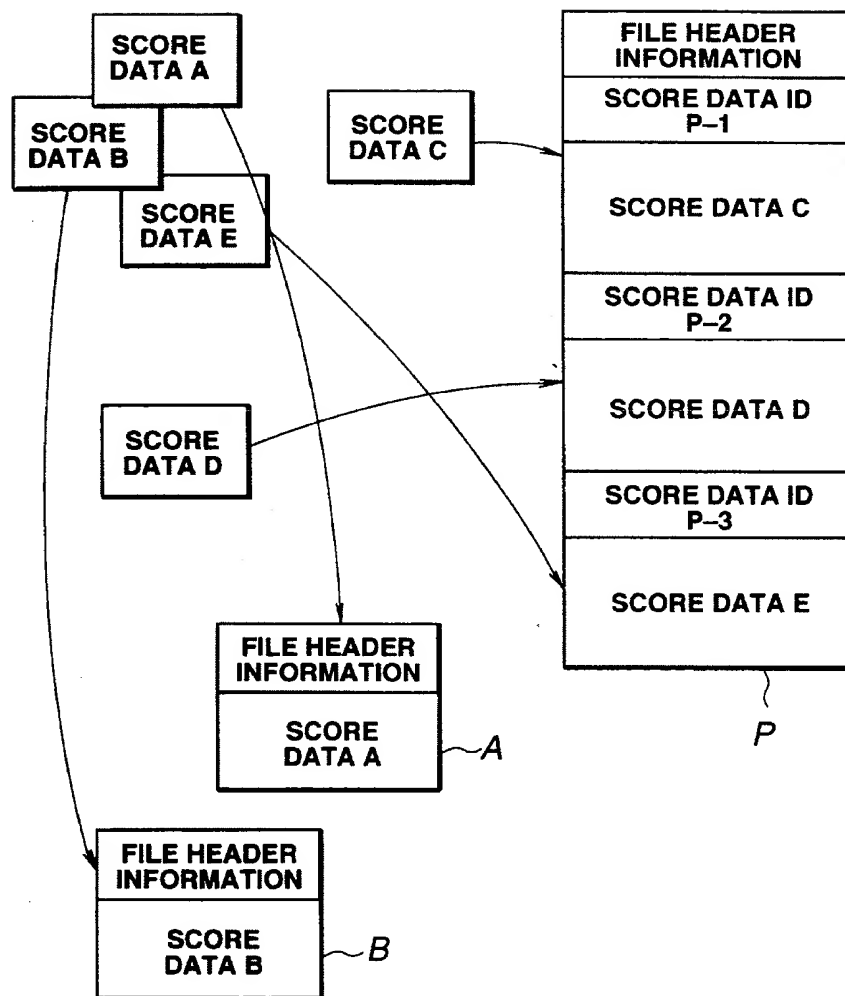 SCORE
DATA A
SCORE
DATA B
SCORE
DATA E
SCORE
DATA C
SCORE
DATA D
FILE HEADER
INFORMATION
SCORE DATA ID
P–1
SCORE DATA C
SCORE DATA ID
P–2
SCORE DATA D
SCORE DATA ID
P–3
SCORE DATA E
P
FILE HEADER
INFORMATION
SCORE
DATA A
A
FILE HEADER
INFORMATION
SCORE
DATA B
B